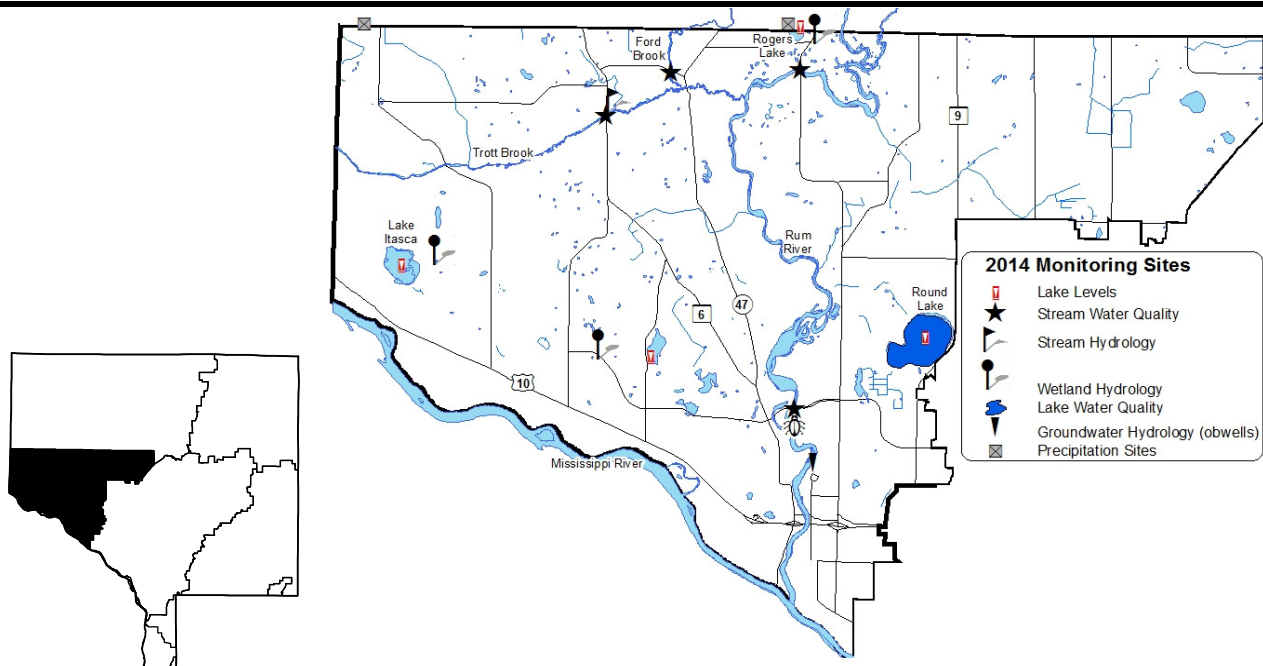 Ford
Brook
Rogers
Lake
9
Trott Brook
Lake
Itasca
Rum
River
2014 Monitoring Sites
Lake Levels
Stream Water Quality
Stream Hydrology
Wetland Hydrology
Lake Water Quality
Groundwater Hydrology (obwells)
Precipitation Sites
Round
Lake
47
6
10
Mississippi River